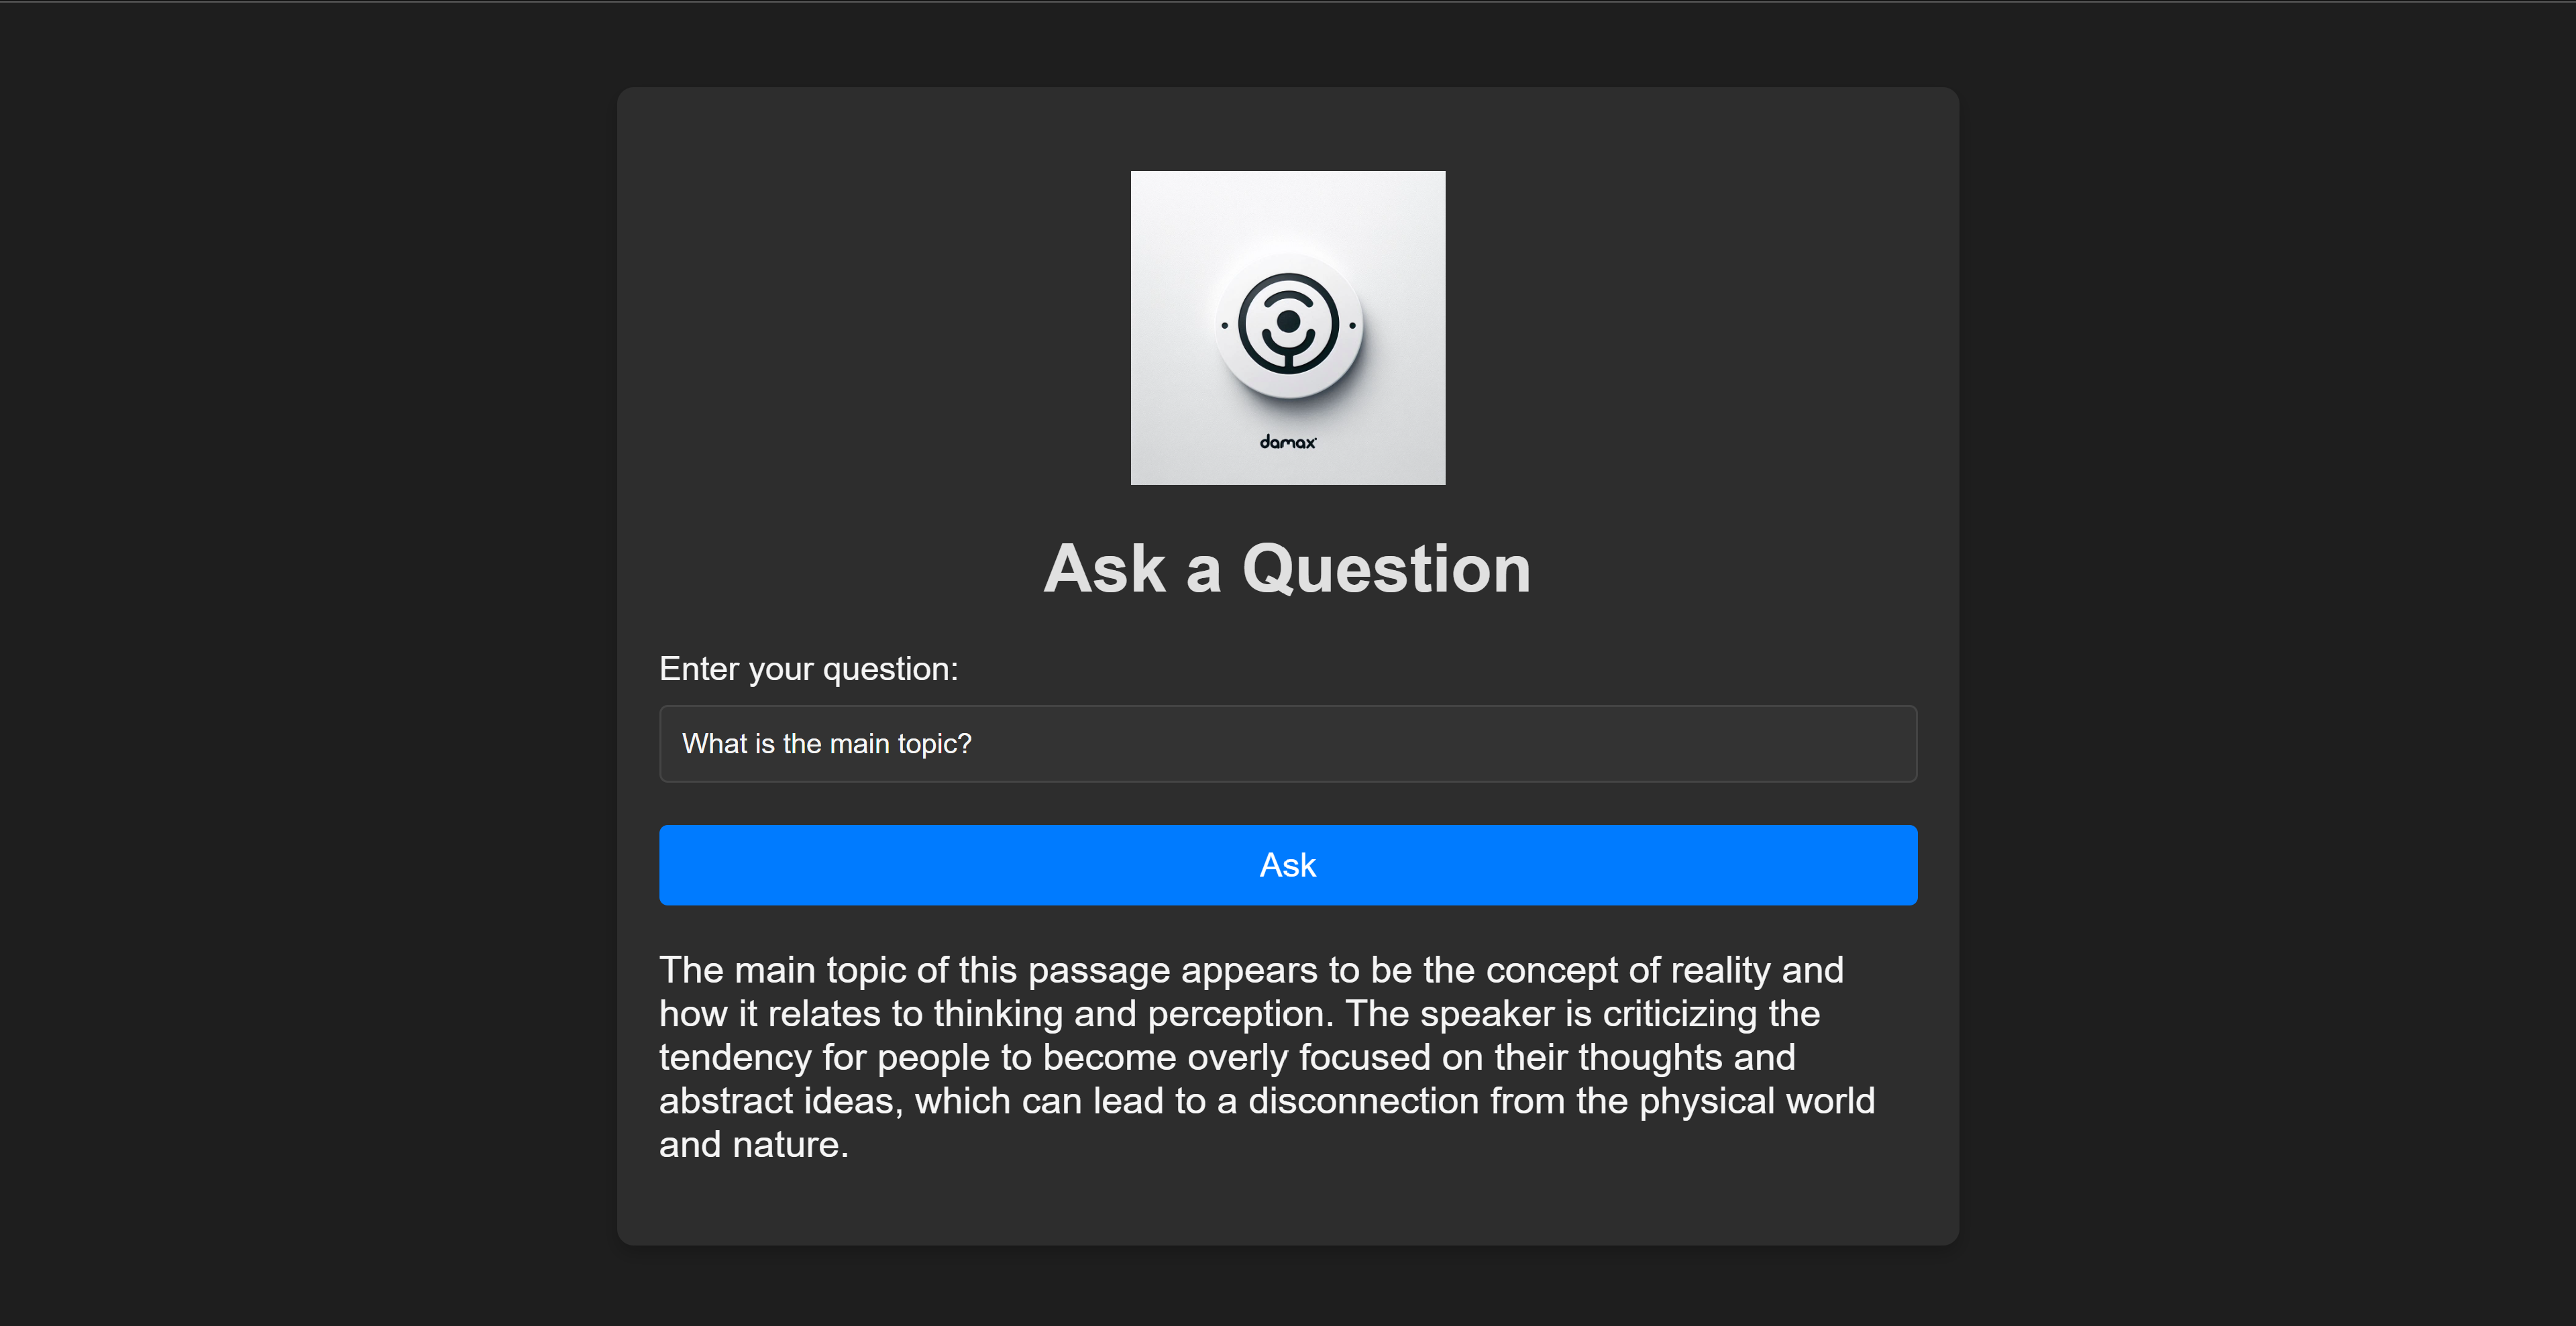 damax
Ask a Question
Enter your question:
What is the main topic?
Ask
The main topic of this passage appears to be the concept of reality and
how it relates to thinking and perception. The speaker is criticizing the
tendency for people to become overly focused on their thoughts and
abstract ideas, which can lead to a disconnection from the physical world
and nature.